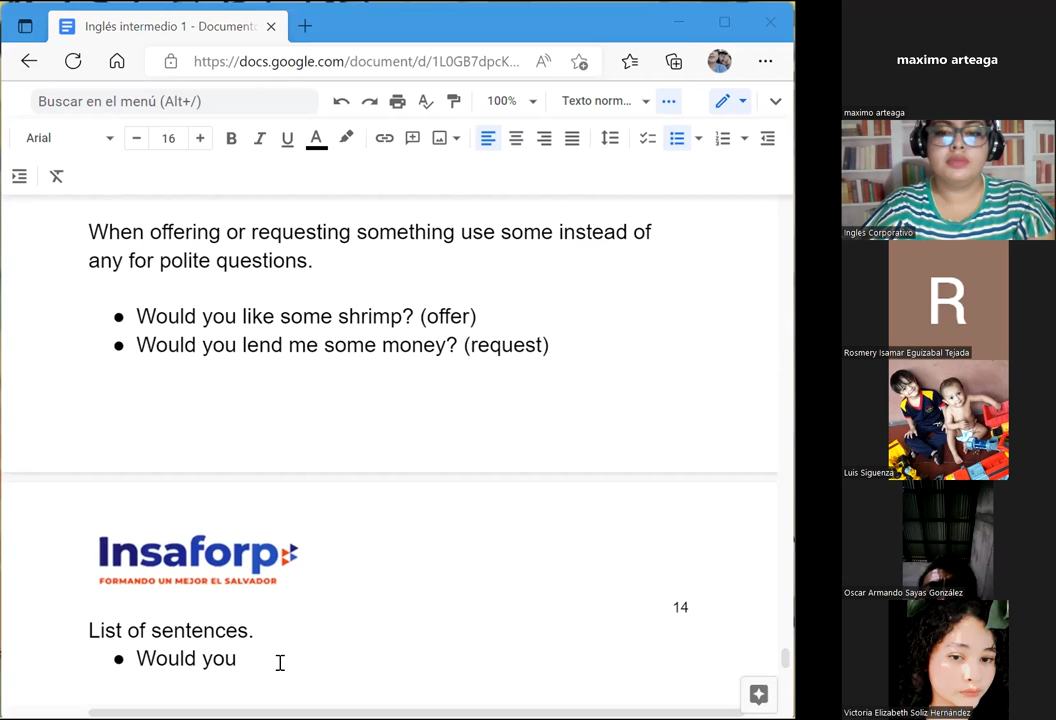 Inglés intermedio 1 - Document
https://docs.google.com/document/d/1L0GB7dpcK...
Buscar en el menú (Alt+/)
100%
Texto norm...
Arial
16
B I U A
When offering or requesting something use some instead of
any for polite questions.
● Would you like some shrimp? (offer)
● Would you lend me some money? (request)
Insaforp
FORMANDO UN MEJOR EL SALVADOR
14
List of sentences.
● Would you
maximo arteaga
maximo arteaga
Ingles Corporativo
R
Rosmery Isamar Eguizabal Tejada
Luis Siguenza
Oscar Armando Sayas González
Victoria Elizabeth Soliz Hernández